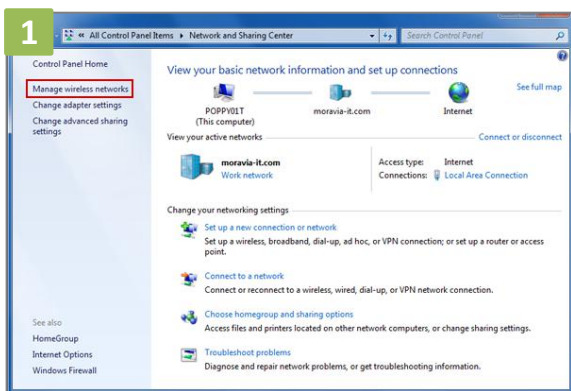 1
« All Control Panel Items ▸ Network and Sharing Center
Search Control Panel
Control Panel Home
Manage wireless networks
Change adapter settings
Change advanced sharing
settings
See also
HomeGroup
Internet Options
Windows Firewall
View your basic network information and set up connections
See full map
POPPY01T
(This computer)
moravia-it.com
Internet
View your active networks
Connect or disconnect
moravia-it.com
Work network
Access type: Internet
Connections: Local Area Connection
Change your networking settings
Set up a new connection or network
Set up a wireless, broadband, dial-up, ad hoc, or VPN connection; or set up a router or access
point.
Connect to a network
Connect or reconnect to a wireless, wired, dial-up, or VPN network connection.
Choose homegroup and sharing options
Access files and printers located on other network computers, or change sharing settings.
Troubleshoot problems
Diagnose and repair network problems, or get troubleshooting information.